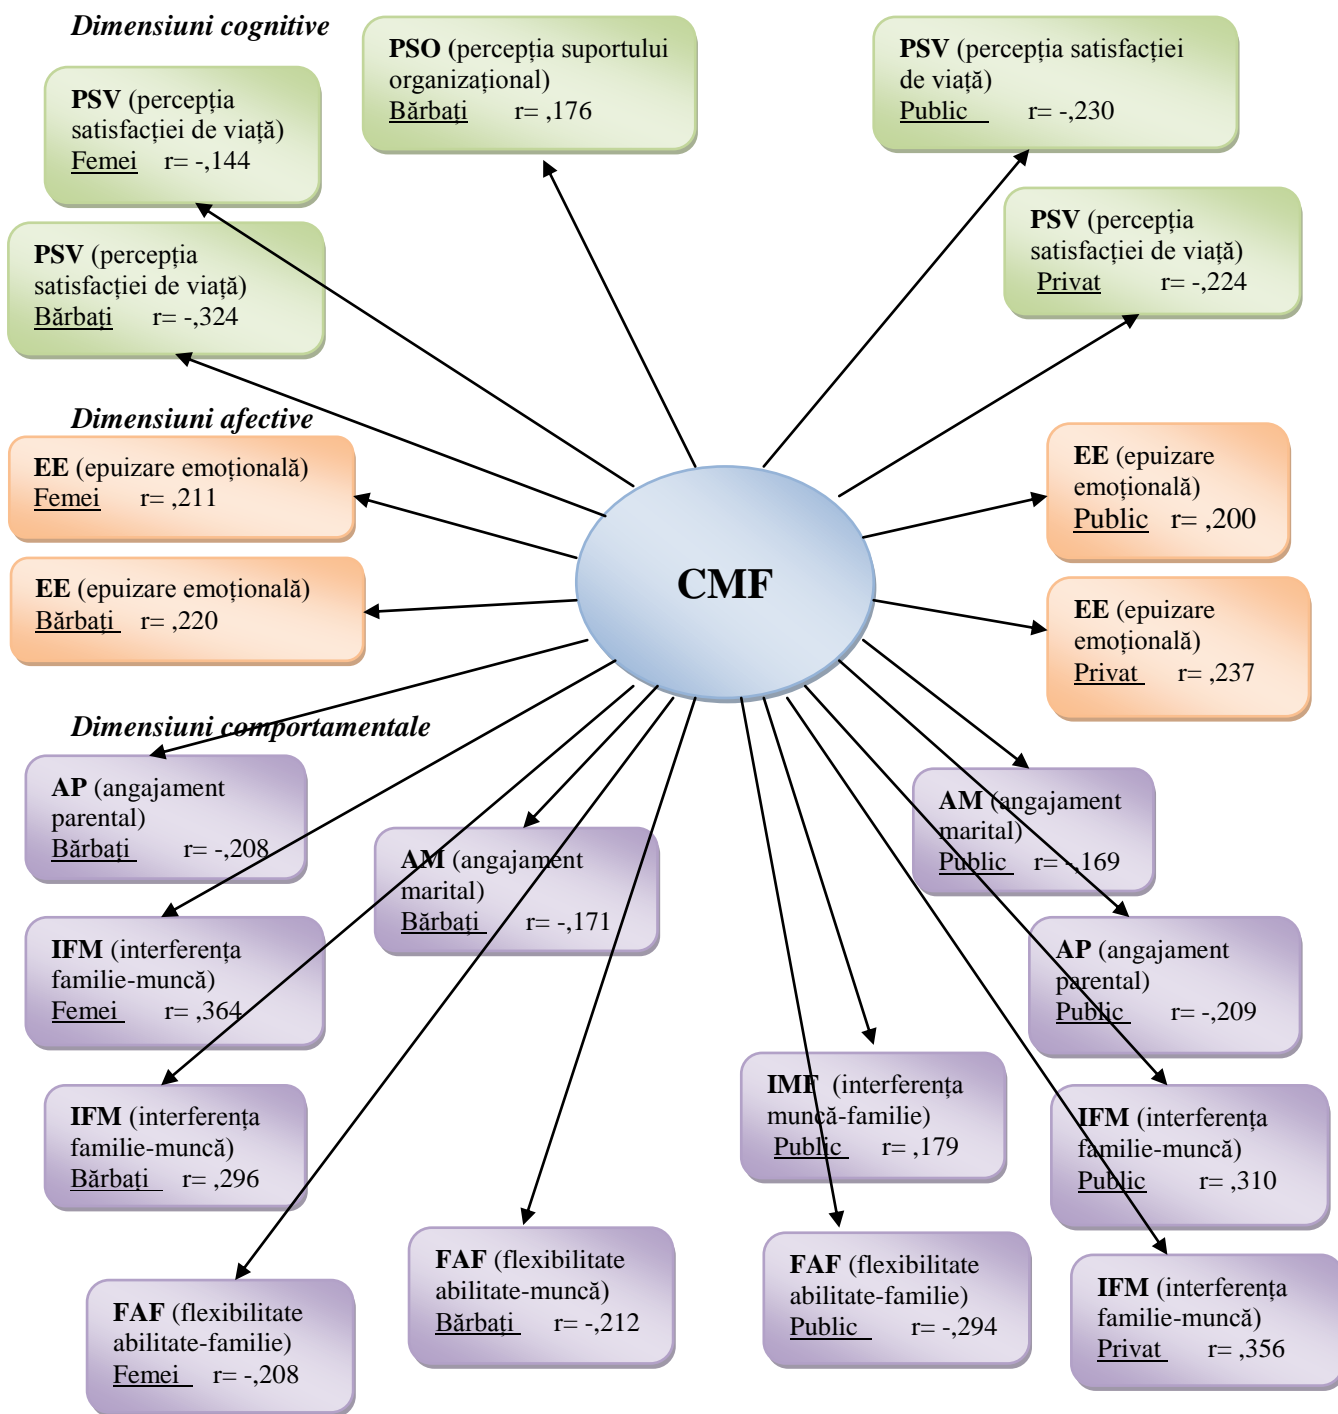 Dimensiuni cognitive
PSO (percepția suportului
organizațional)
Bărbați r= ,176
PSV (percepția satisfacției
de viață)
Public r= -,230
PSV (percepția
satisfacției de viață)
Femei r= -,144
PSV (percepția
satisfacției de viață)
Privat r= -,224
PSV (percepția
satisfacției de viață)
Bărbați r= -,324
Dimensiuni afective
EE (epuizare emoțională)
Femei r= ,211
EE (epuizare
emoțională)
Public r= ,200
CMF
EE (epuizare emoțională)
Bărbați r= ,220
EE (epuizare
emoțională)
Privat r= ,237
Dimensiuni comportamentale
AP (angajament
parental)
Bărbați r= -,208
AM (angajament
marital)
Bărbați r= -,171
AM (angajament
marital)
Public r= -,169
IFM (interferența
familie-muncă)
Femei r= ,364
AP (angajament
parental)
Public r= -,209
IFM (interferența
familie-muncă)
Bărbați r= ,296
IMF (interferența
muncă-familie)
Public r= ,179
IFM (interferența
familie-muncă)
Public r= ,310
FAF (flexibilitate
abilitate-familie)
Femei r= -,208
FAF (flexibilitate
abilitate-muncă)
Bărbați r= -,212
FAF (flexibilitate
abilitate-familie)
Public r= -,294
IFM (interferența
familie-muncă)
Privat r= ,356